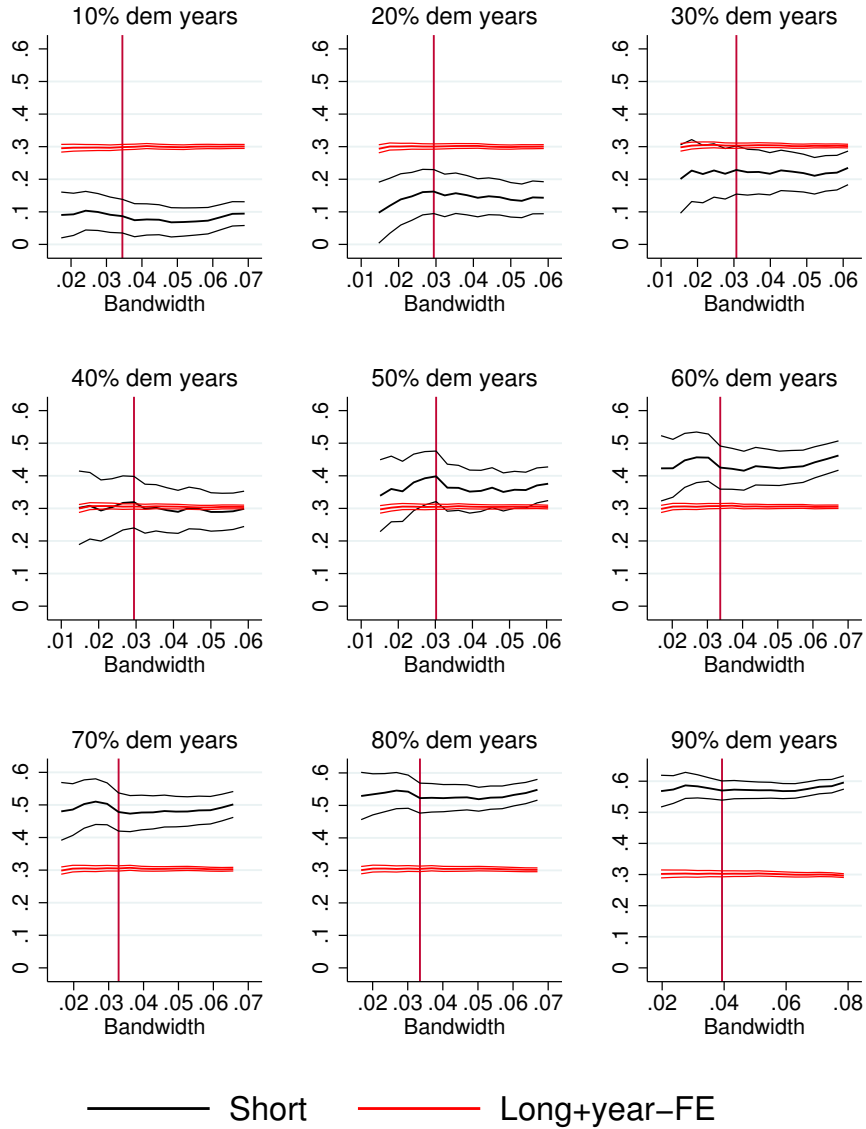 10% dem years
20% dem years
30% dem years
0 .1 .2 .3 .4 .5 .6
0 .1 .2 .3 .4 .5 .6
0 .1 .2 .3 .4 .5 .6
.02 .03 .04 .05 .06 .07
.01 .02 .03 .04 .05 .06
.01 .02 .03 .04 .05 .06
Bandwidth
Bandwidth
Bandwidth
40% dem years
50% dem years
60% dem years
0 .1 .2 .3 .4 .5 .6
0 .1 .2 .3 .4 .5 .6
0 .1 .2 .3 .4 .5 .6
.01 .02 .03 .04 .05 .06
.01 .02 .03 .04 .05 .06
.02 .03 .04 .05 .06 .07
Bandwidth
Bandwidth
Bandwidth
70% dem years
80% dem years
90% dem years
0 .1 .2 .3 .4 .5 .6
0 .1 .2 .3 .4 .5 .6
0 .1 .2 .3 .4 .5 .6
.02 .03 .04 .05 .06 .07
.02 .03 .04 .05 .06 .07
.02 .04 .06 .08
Bandwidth
Bandwidth
Bandwidth
Short
Long+year−FE